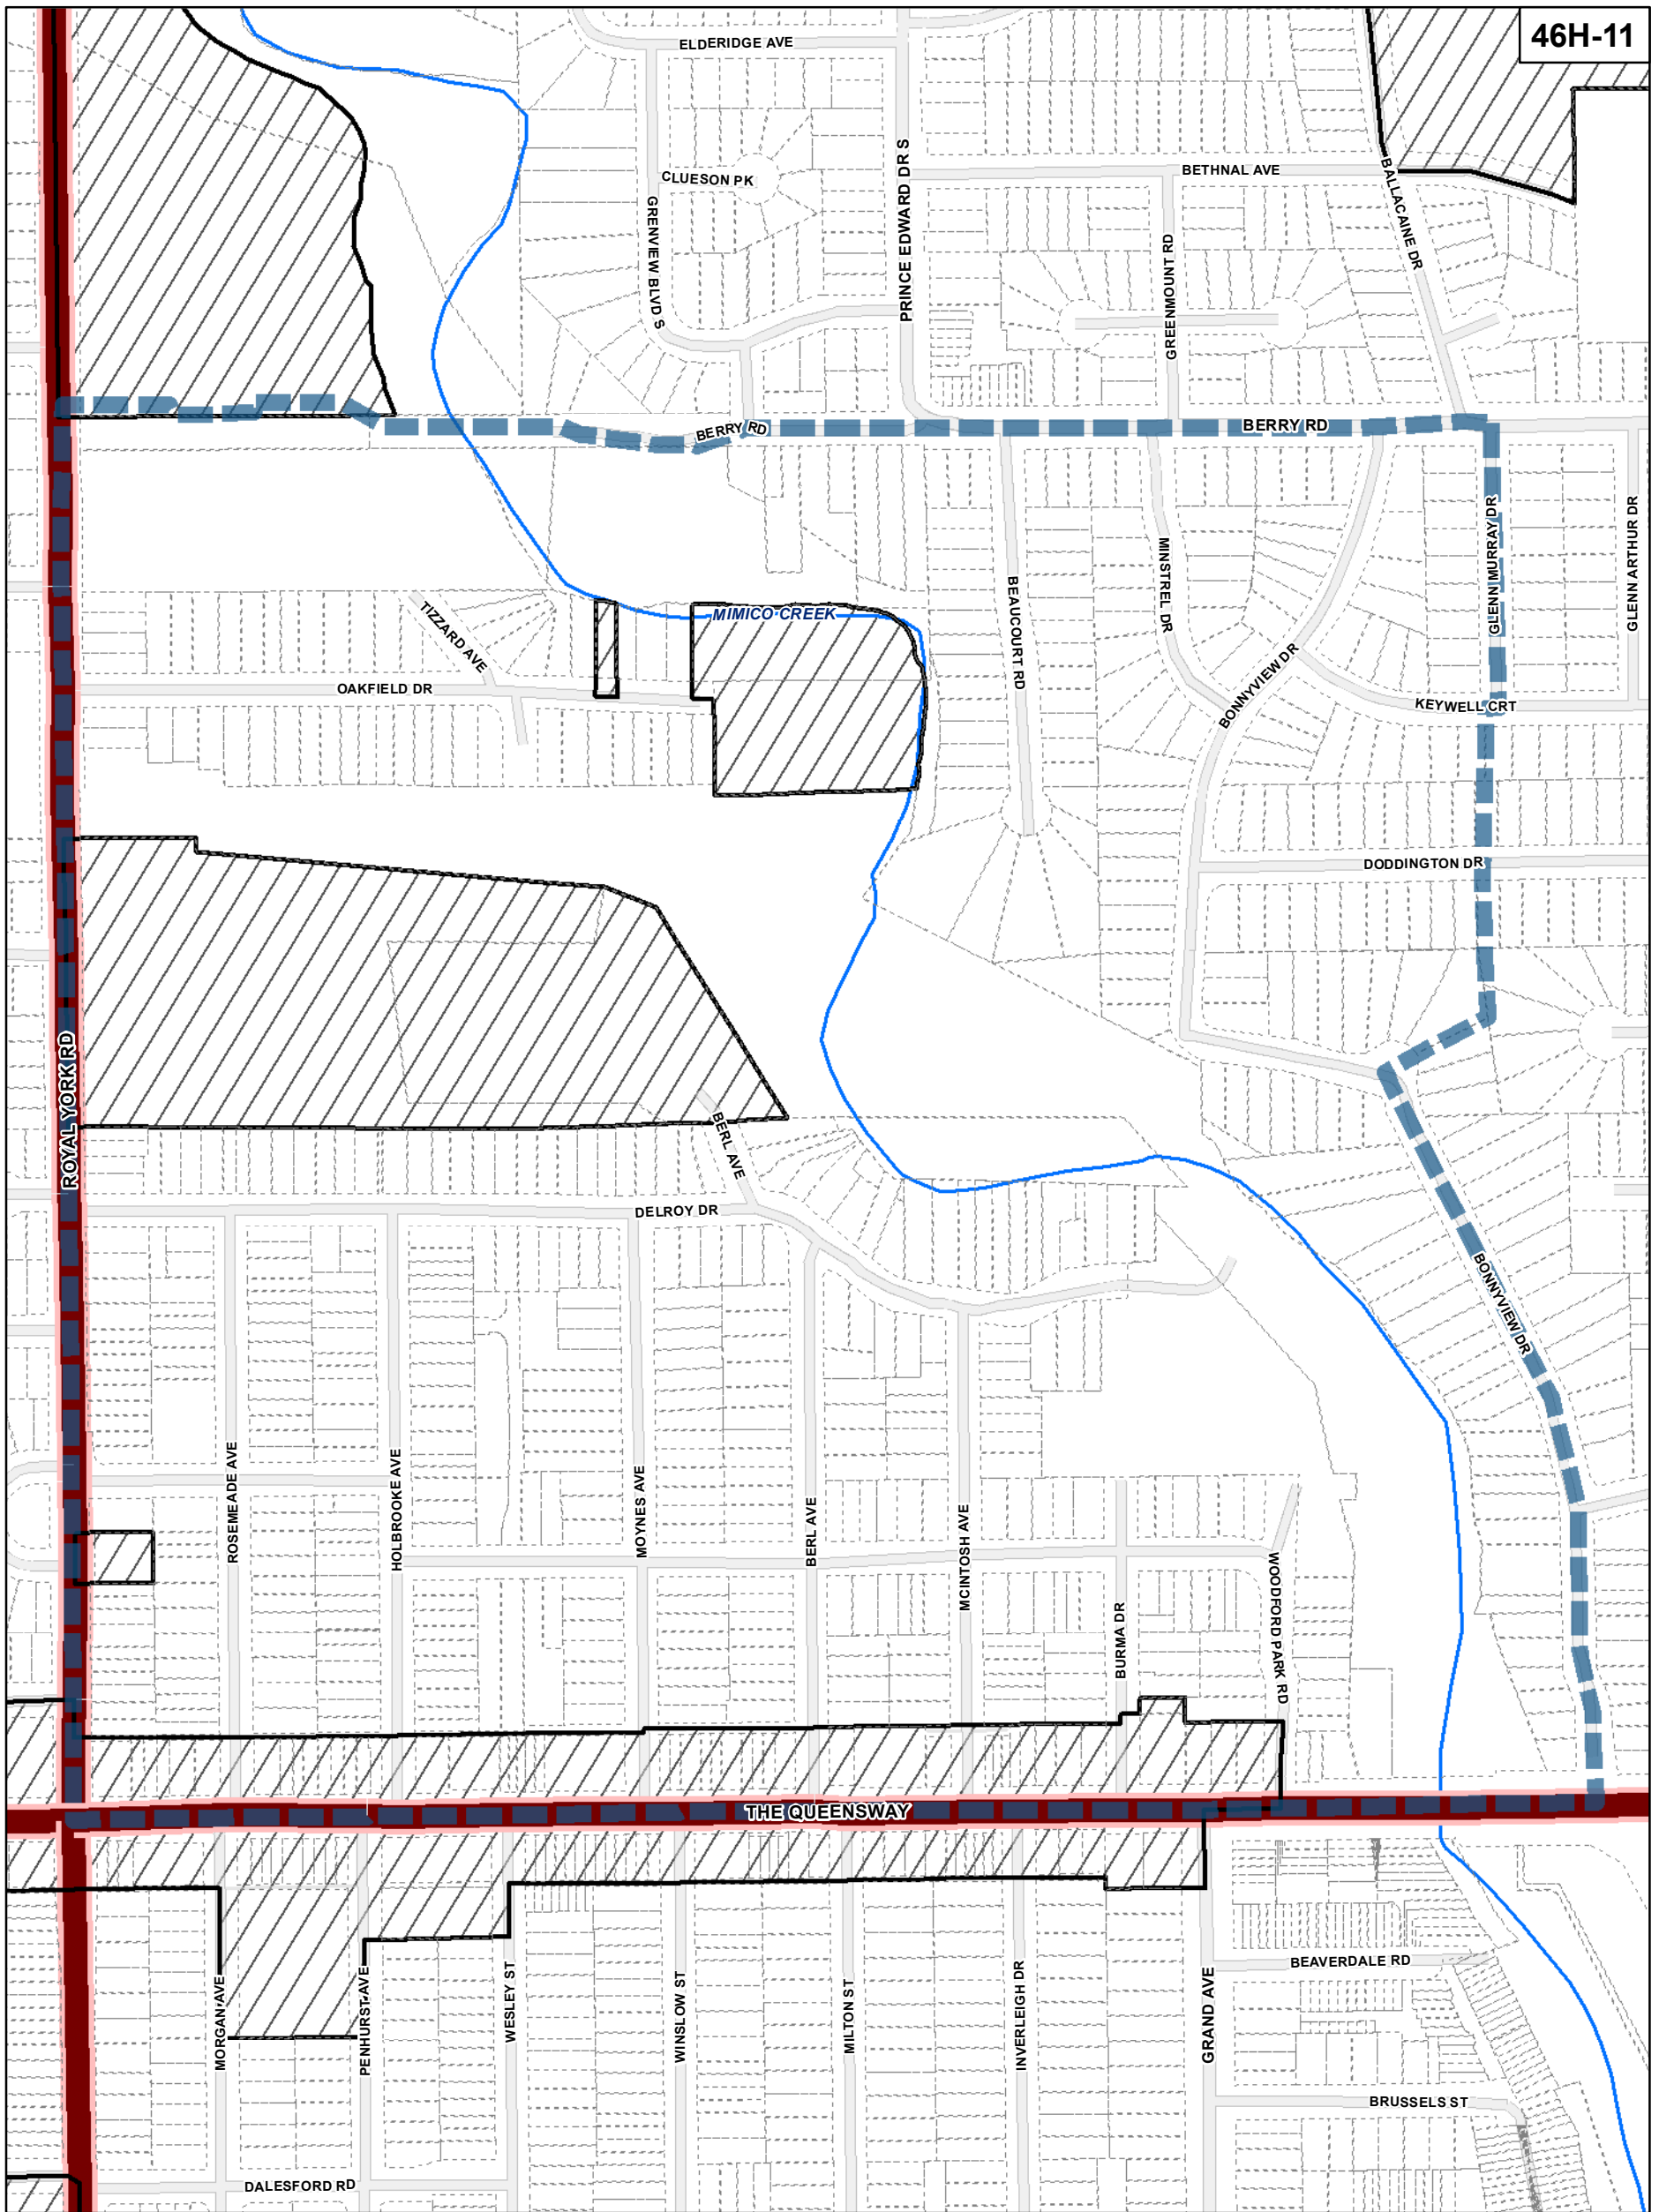 46H-11
ELDERIDGE AVE
CLUESON PK
GRENVIEW BLVD S
PRINCE EDWARD DR S
BETHNAL AVE
BALLACAINE DR
GREENMOUNT RD
BERRY RD
BERRY RD
GLENN MURRAY DR
GLENN ARTHUR DR
MINSTREL DR
BEAUCOURT RD
MIMICO CREEK
TIZZARD AVE
OAKFIELD DR
BONNYVIEW DR
KEYWELL CRT
DODDINGTON DR
ROYAL YORK RD
BERL AVE
DELROY DR
BONNYVIEW DR
ROSEMEADE AVE
HOLBROOKE AVE
MOYNES AVE
BERL AVE
MCINTOSH AVE
BURMA DR
WOODFORD PARK RD
THE QUEENSWAY
MORGAN AVE
PENHURST AVE
WESLEY ST
WINSLOW ST
MILTON ST
INVERLEIGH DR
GRAND AVE
BEAVERDALE RD
BRUSSELS ST
DALESFORD RD